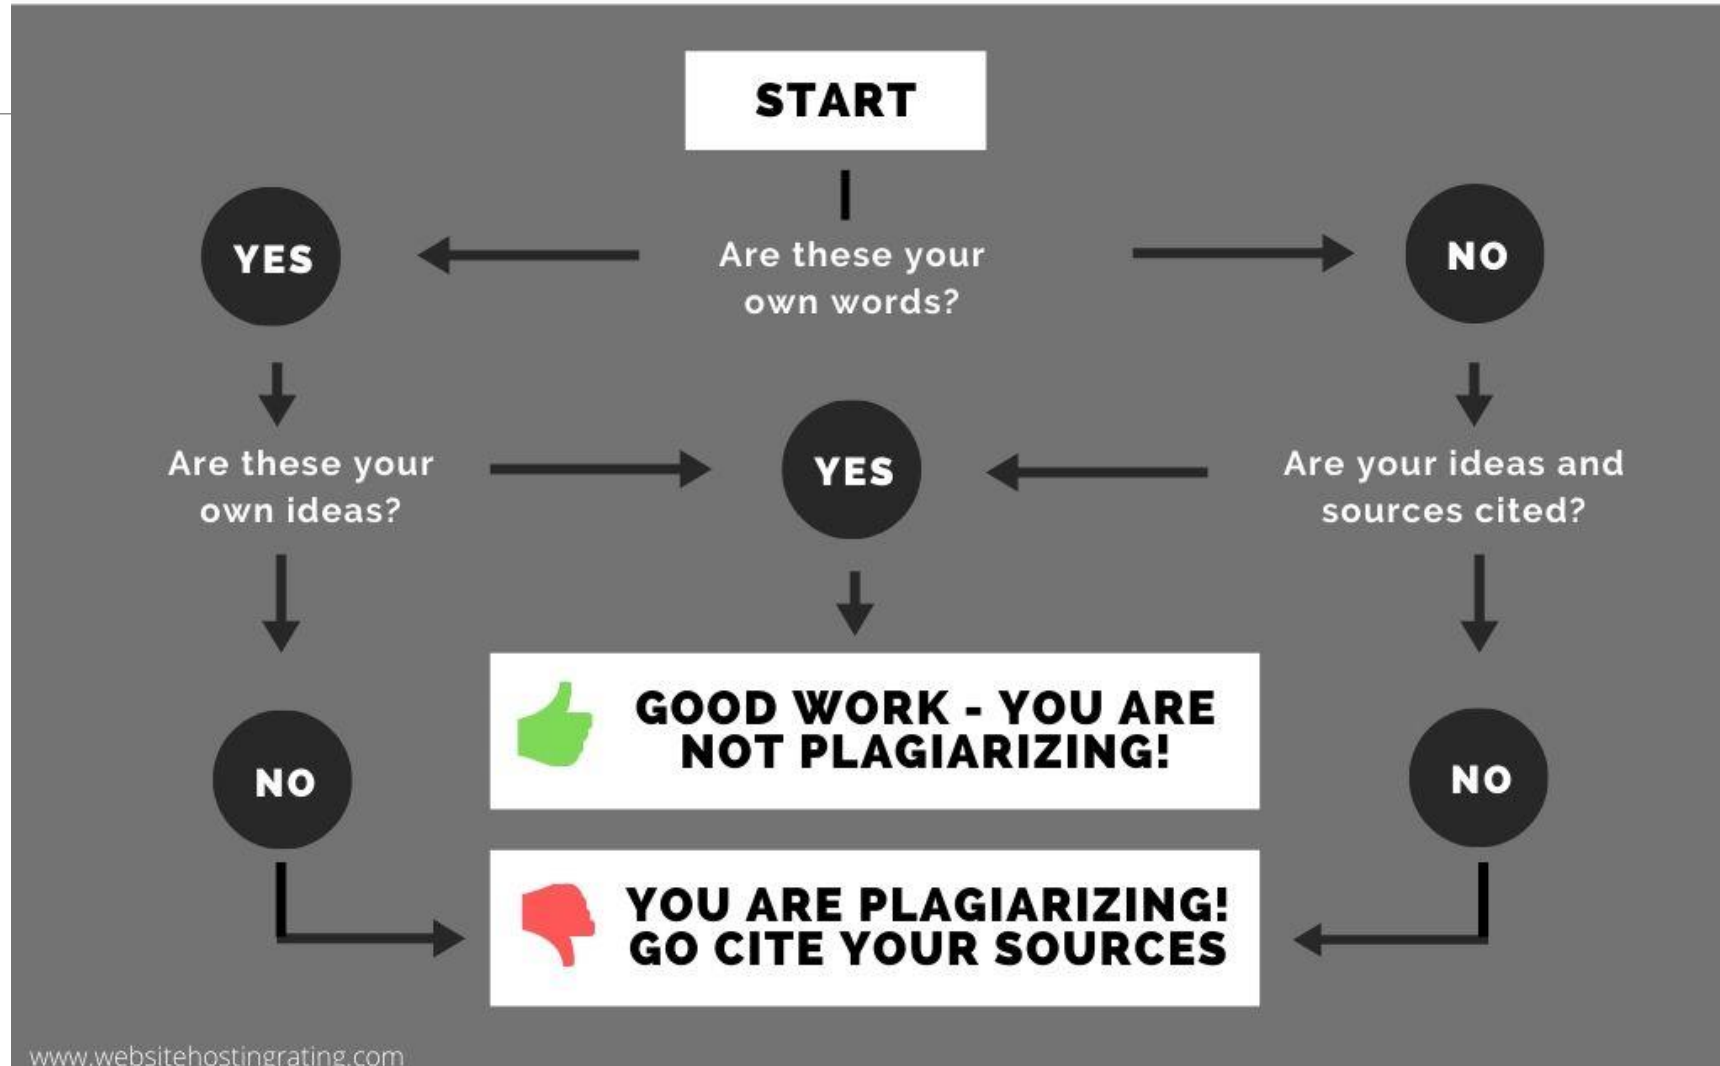 START
YES
Are these your
own words?
NO
Are these your
own ideas?
YES
Are your ideas and
sources cited?
GOOD WORK - YOU ARE
NOT PLAGIARIZING!
NO
NO
YOU ARE PLAGIARIZING!
GO CITE YOUR SOURCES
www.websitehostingrating.com